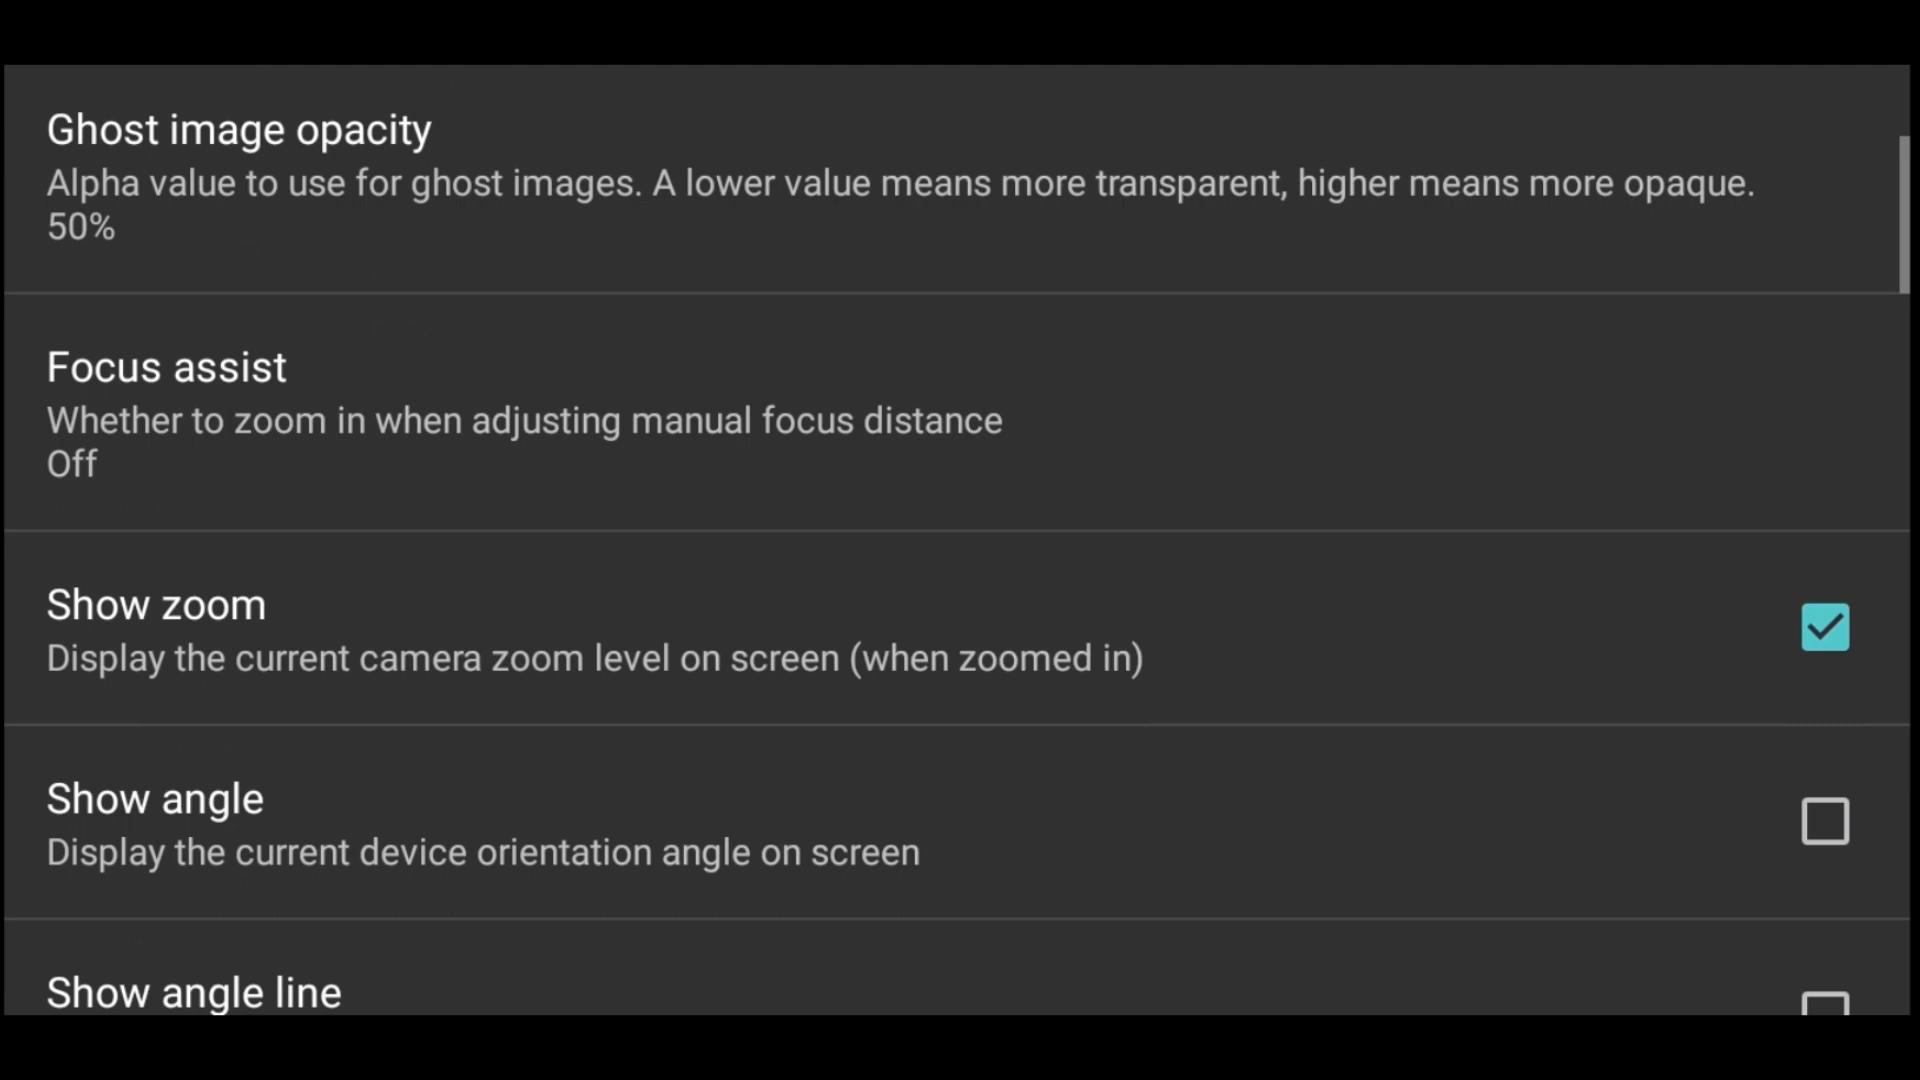 Ghost image opacity
Alpha value to use for ghost images. A lower value means more transparent, higher means more opaque.
50%
Focus assist
Whether to zoom in when adjusting manual focus distance
Off
Show zoom
Display the current camera zoom level on screen (when zoomed in)
Show angle
Display the current device orientation angle on screen
Show angle line